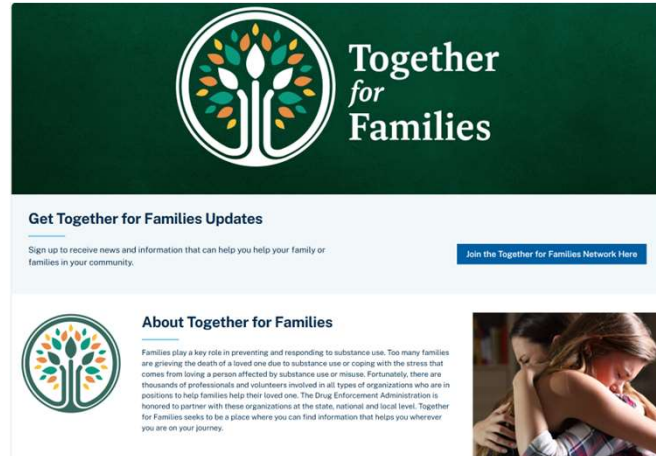 Together
for
Families
Get Together for Families Updates
Sign up to receive news and information that can help you help your family or
families in your community.
Join the Together for Families Network Here
About Together for Families
Families play a key role in preventing and responding to substance use. Too many families
are grieving the death of a loved one due to substance use or coping with the stress that
comes from loving a person affected by substance use or misuse. Fortunately, there are
thousands of professionals and volunteers involved in all types of organizations who are in
positions to help families help their loved one. The Drug Enforcement Administration is
honored to partner with these organizations at the state, national and local level. Together
for Families seeks to be a place where you can find information that helps you wherever
you are on your journey.